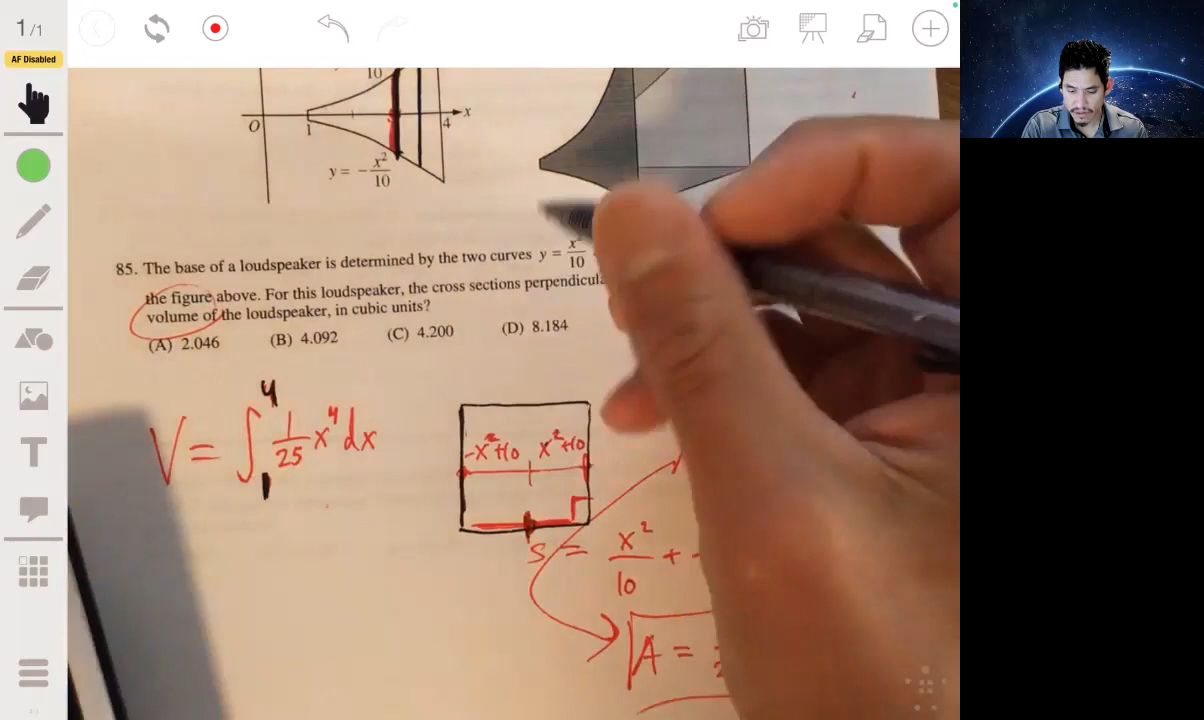 1/1
AF Disabled
10
O
1
4
x
y = -x²/10
85. The base of a loudspeaker is determined by the two curves y = x²/10
the figure above. For this loudspeaker, the cross sections
volume of the loudspeaker, in cubic units?
(A) 2.046 (B) 4.092 (C) 4.200 (D) 8.184
V = ∫₁⁴ 1/25 x⁴ dx
-x²+10 x²+10
S = x²/10 +
A =
T